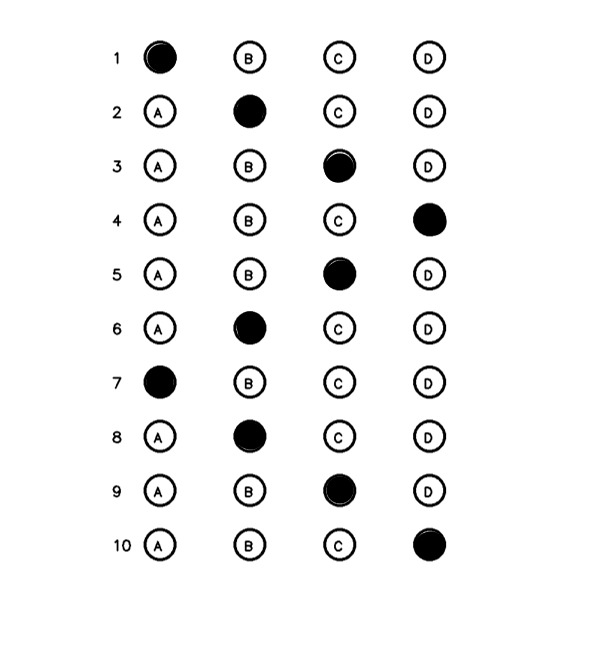 1 B C D
2 A C D
3 A B D
4 A B C
5 A B D
6 A C D
7 B C D
8 A C D
9 A B D
10 A B C